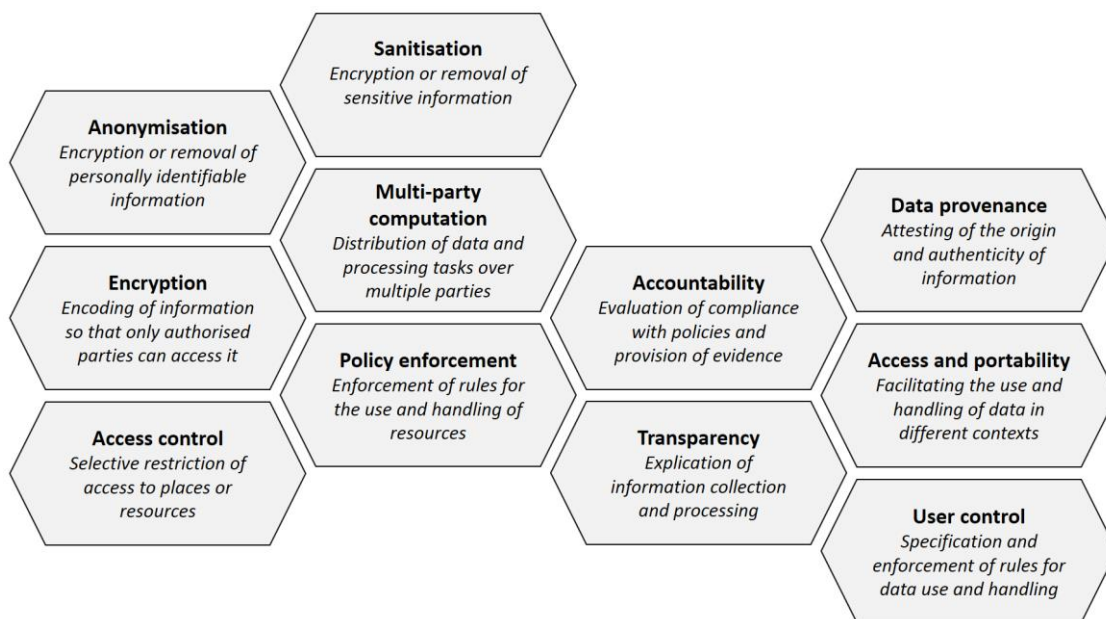 Sanitisation
Encryption or removal of
sensitive information
Anonymisation
Encryption or removal of
personally identifiable
information
Multi-party
computation
Distribution of data and
processing tasks over
multiple parties
Data provenance
Attesting of the origin
and authenticity of
information
Encryption
Encoding of information
so that only authorised
parties can access it
Accountability
Evaluation of compliance
with policies and
provision of evidence
Policy enforcement
Enforcement of rules for
the use and handling of
resources
Access and portability
Facilitating the use and
handling of data in
different contexts
Access control
Selective restriction of
access to places or
resources
Transparency
Explication of
information collection
and processing
User control
Specification and
enforcement of rules for
data use and handling